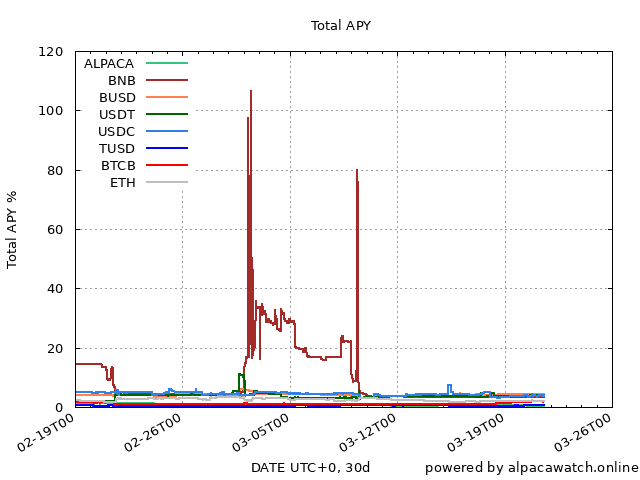 Total APY
120
100
80
60
40
20
0
Total APY %
ALPACA
BNB
BUSD
USDT
USDC
TUSD
BTCB
ETH
02-19T00
02-26T00
03-05T00
03-12T00
03-19T00
03-26T00
DATE UTC+0, 30d
powered by alpacawatch.online